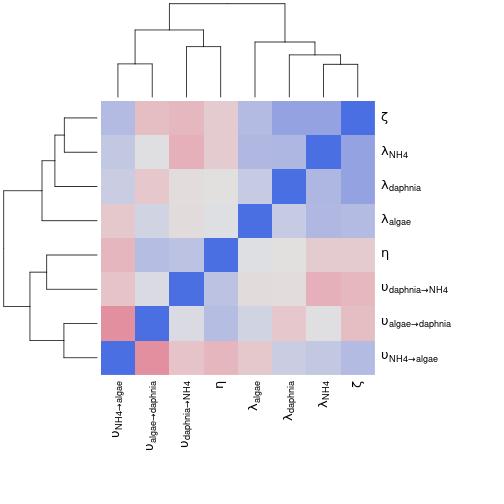 ζ
λNH4
λdaphnia
λalgae
η
υdaphnia→NH4
υalgae→daphnia
υNH4→algae
υNH4→algae
υalgae→daphnia
υdaphnia→NH4
η
λalgae
λdaphnia
λNH4
ζ